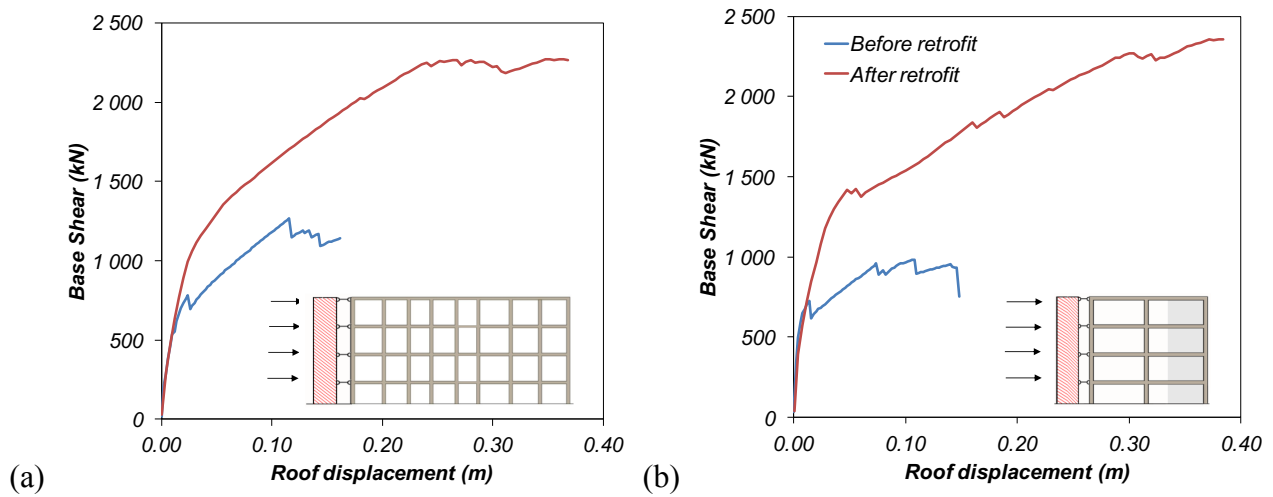 2 500
2 000
1 500
1 000
500
0
Base Shear (kN)
0.00 0.10 0.20 0.30 0.40
Roof displacement (m)
(a)
2 500
2 000
1 500
1 000
500
0
Base Shear (kN)
Before retrofit
After retrofit
0.00 0.10 0.20 0.30 0.40
Roof displacement (m)
(b)